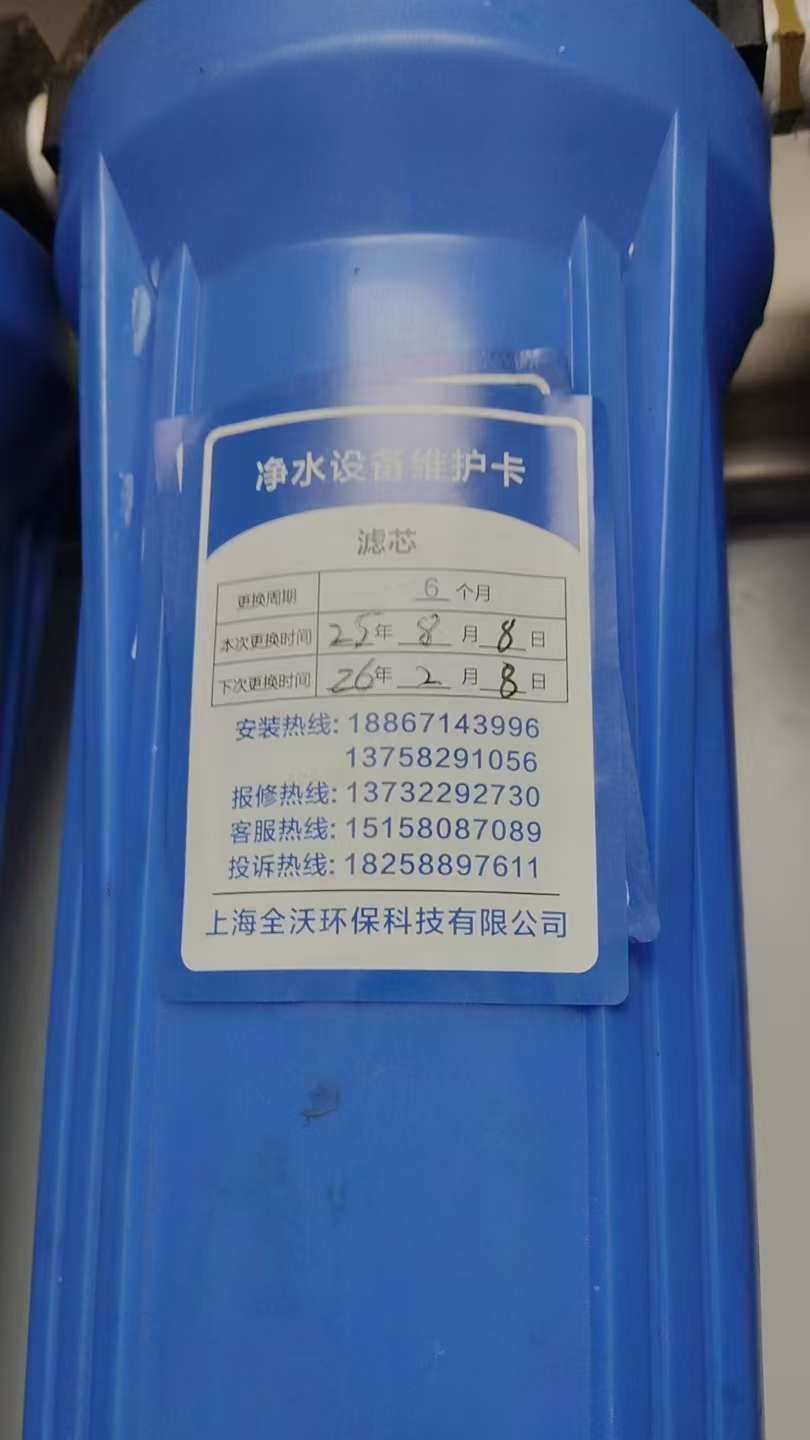 净水设备维护卡
滤芯
更换周期 6 个月
本次更换时间 25年 8 月 8 日
下次更换时间 26年 2 月 8 日
安装热线: 18867143996
13758291056
报修热线: 13732292730
客服热线: 15158087089
投诉热线: 18258897611
上海全沃环保科技有限公司